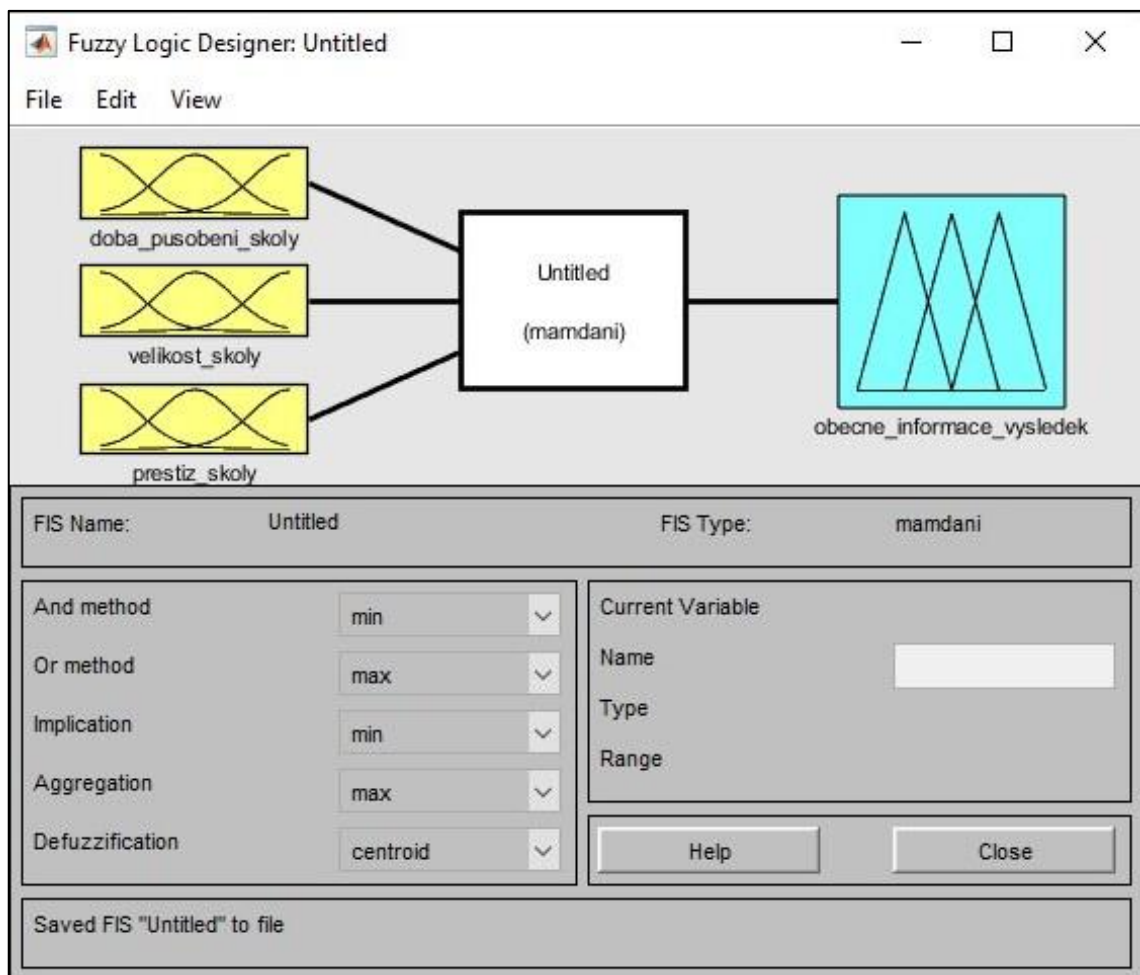 Fuzzy Logic Designer: Untitled
File Edit View
doba_pusobeni_skoly
velikost_skoly
prestiz_skoly
Untitled
(mamdani)
obecne_informace_vysledek
FIS Name: Untitled FIS Type: mamdani
And method min
Or method max
Implication min
Aggregation max
Defuzzification centroid
Current Variable
Name
Type
Range
Help Close
Saved FIS "Untitled" to file